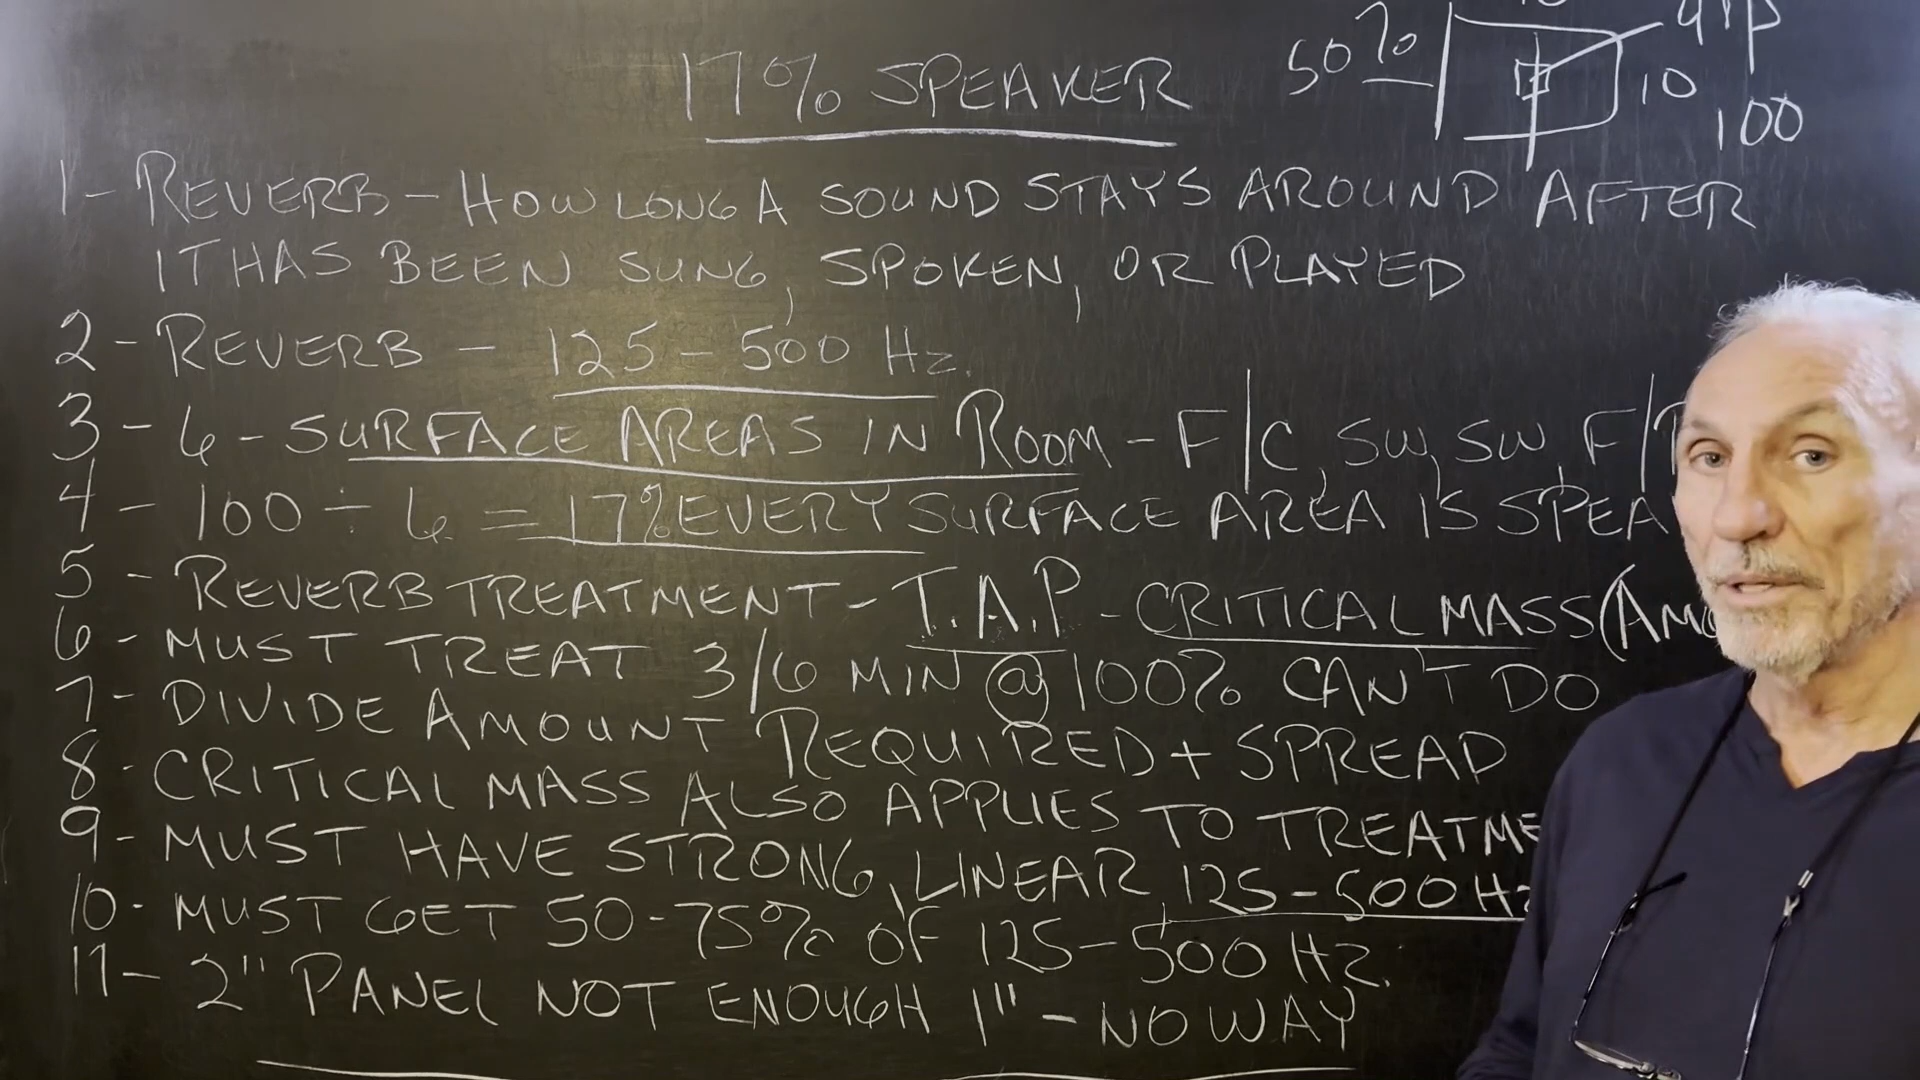 17% SPEAKER
50%
10
100
1- REVERB - HOW LONG A SOUND STAYS AROUND AFTER
IT HAS BEEN SUNG, SPOKEN, OR PLAYED
2- REVERB - 125-500 Hz.
3-6- SURFACE AREAS IN ROOM - F/C, SW, SW, F/
4- 100 ÷ 6 = 17% EVERY SURFACE AREA IS SPEA
5- REVERB TREATMENT - T.A.P - CRITICAL MASS (AMO
6- MUST TREAT 3/6 MIN @ 100% CAN'T DO
7- DIVIDE AMOUNT REQUIRED + SPREAD
8- CRITICAL MASS ALSO APPLIES TO TREATME
9- MUST HAVE STRONG, LINEAR 125-500 Hz
10- MUST GET 50-75% OF 125-500 Hz.
11- 2" PANEL NOT ENOUGH 1" - NO WAY